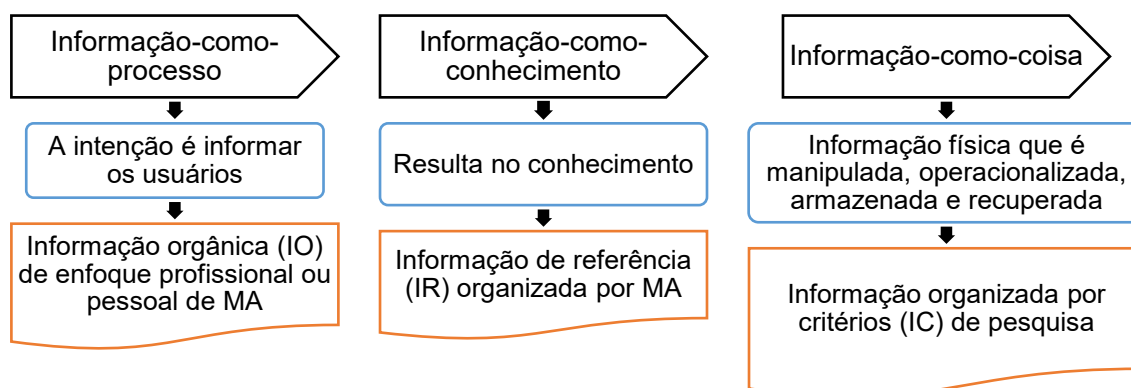 Informação-como-
processo
A intenção é informar
os usuários
Informação orgânica (IO)
de enfoque profissional ou
pessoal de MA
Informação-como-
conhecimento
Resulta no conhecimento
Informação de referência
(IR) organizada por MA
Informação-como-coisa
Informação física que é
manipulada, operacionalizada,
armazenada e recuperada
Informação organizada por
critérios (IC) de pesquisa